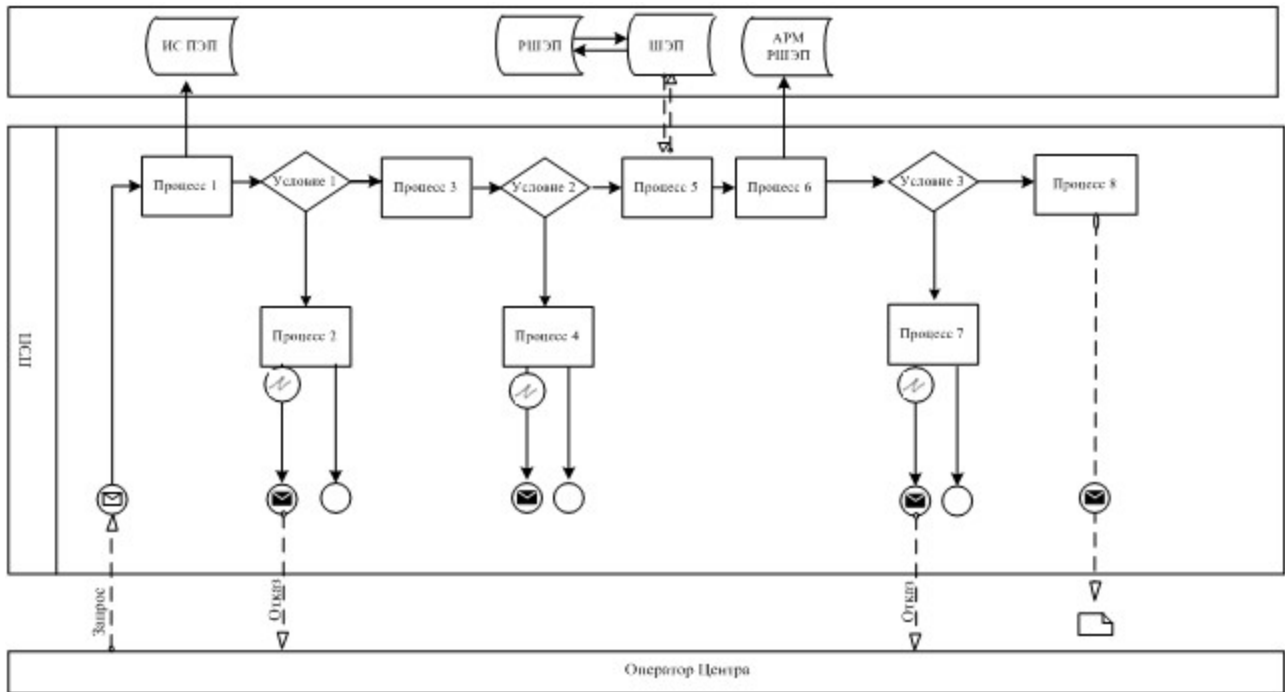 ИС ПЭП
РШЭП
ШЭП
АРМ
РШЭП
ПЭП
Процесс 1
Условие 1
Процесс 3
Условие 2
Процесс 5
Процесс 6
Условие 3
Процесс 8
Процесс 2
Процесс 4
Процесс 7
Запрос
Отказ
Отказ
Оператор Центра